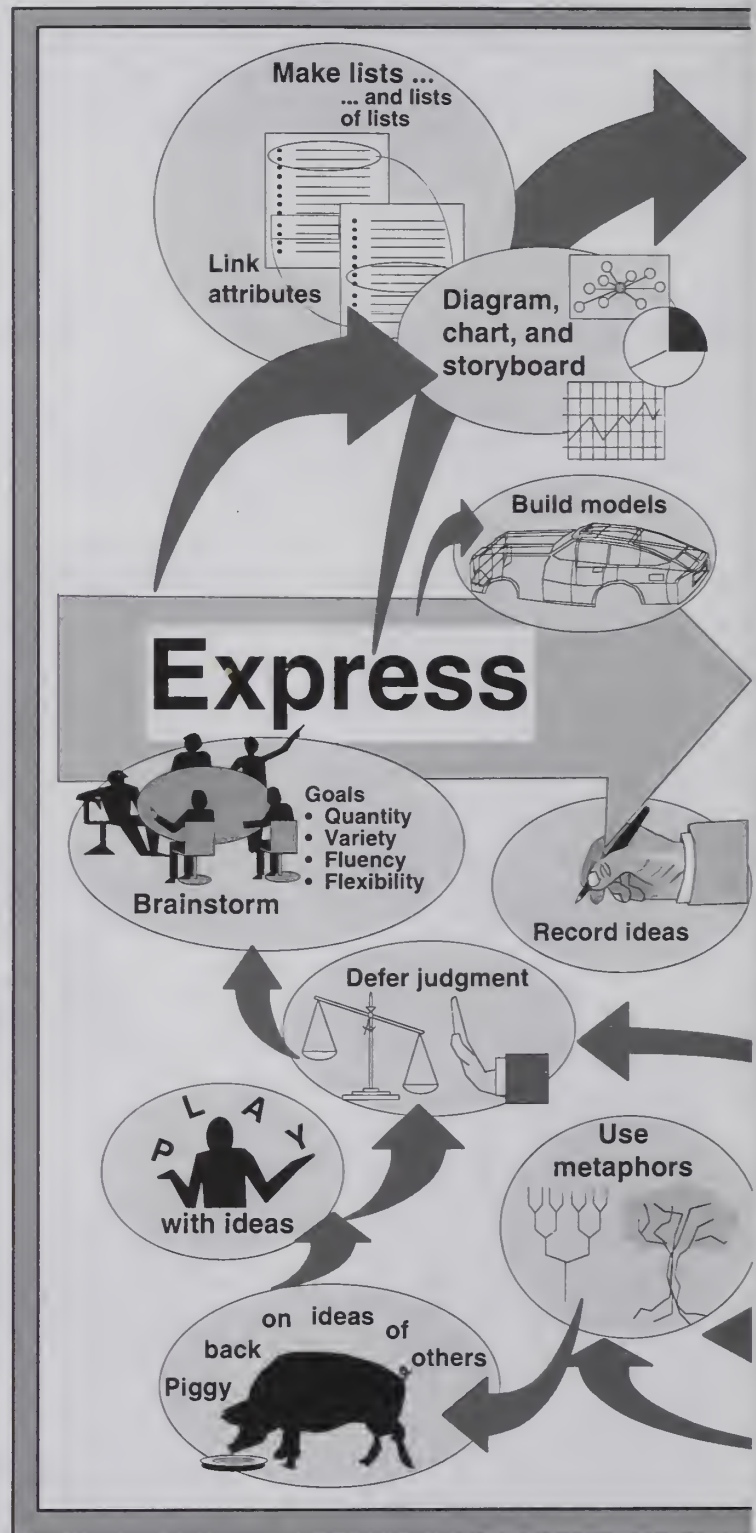 Make lists ...
... and lists
of lists
Link
attributes
Diagram,
chart, and
storyboard
Build models
Express
Goals
• Quantity
• Variety
• Fluency
• Flexibility
Brainstorm
Record ideas
Defer judgment
PLAY
with ideas
Use
metaphors
Piggy back on ideas of others